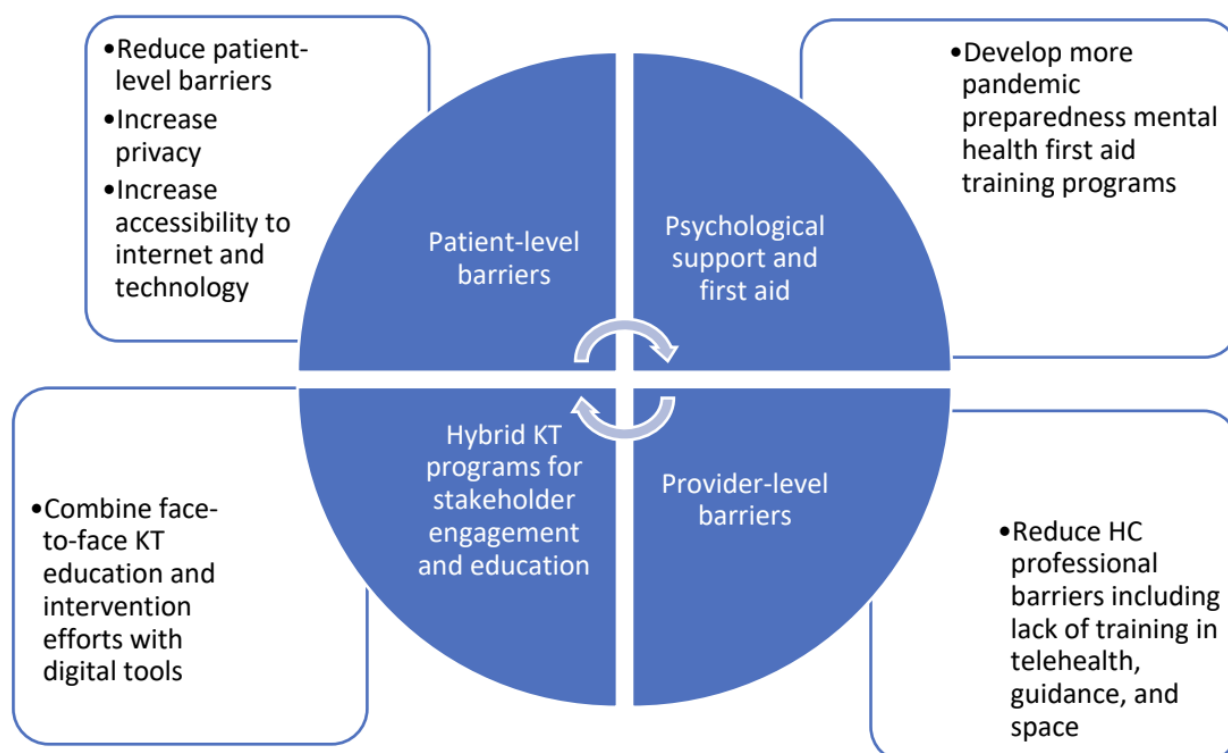 •Reduce patient-
level barriers
•Increase
privacy
•Increase
accessibility to
internet and
technology
Patient-level
barriers
Psychological
support and
first aid
•Develop more
pandemic
preparedness mental
health first aid
training programs
•Combine face-
to-face KT
education and
intervention
efforts with
digital tools
Hybrid KT
programs for
stakeholder
engagement
and education
Provider-level
barriers
•Reduce HC
professional
barriers including
lack of training in
telehealth,
guidance, and
space